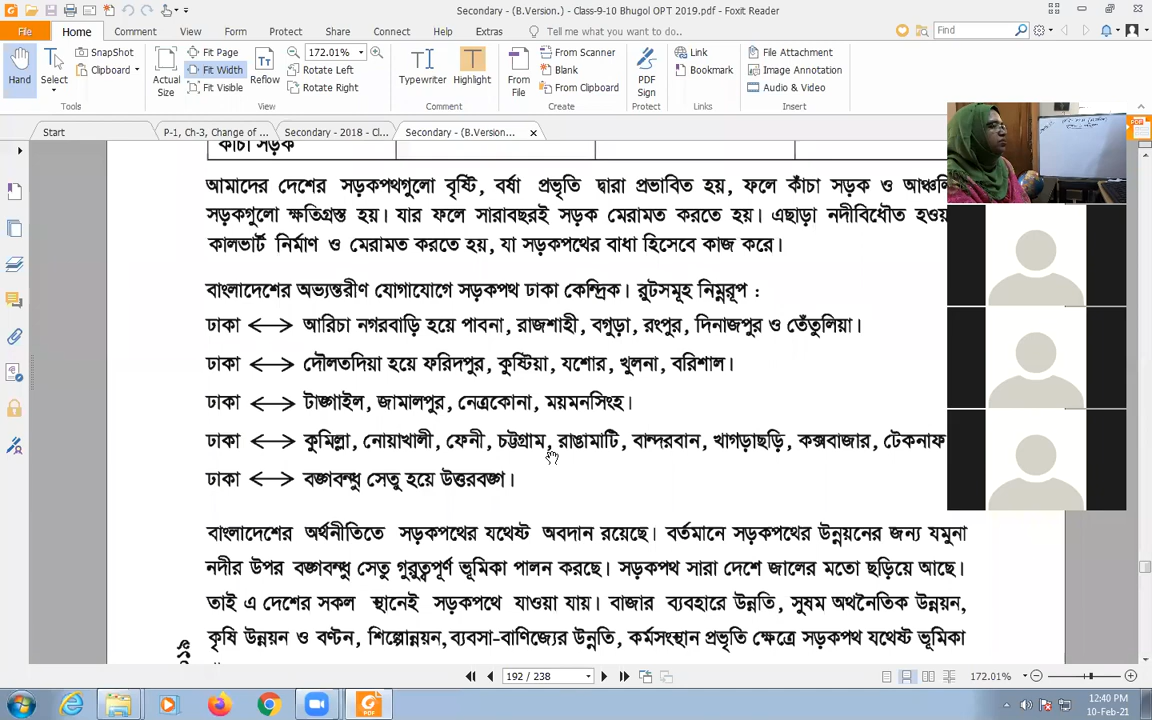 Secondary - (B.Version.) - Class-9-10 Bhugol OPT 2019.pdf - Foxit Reader
File Home Comment View Form Protect Share Connect Help Extras Tell me what you want to do... Find
Hand Select SnapShot Clipboard Actual Size Fit Page Fit Width Fit Visible Reflow 172.01% Rotate Left Rotate Right Typewriter Highlight From File From Scanner Blank From Clipboard PDF Sign Link Bookmark File Attachment Image Annotation Audio & Video
Tools View Comment Create Protect Links Insert
Start P-1, Ch-3, Change of ... Secondary - 2018 - Cl... Secondary - (B.Version...
কাঁচা সড়ক
আমাদের দেশের সড়কপথগুলো বৃষ্টি, বর্ষা প্রভৃতি দ্বারা প্রভাবিত হয়, ফলে কাঁচা সড়ক ও আঞ্চলি
সড়কগুলো ক্ষতিগ্রস্ত হয়। যার ফলে সারাবছরই সড়ক মেরামত করতে হয়। এছাড়া নদীবিধৌত হওয়
কালভার্ট নির্মাণ ও মেরামত করতে হয়, যা সড়কপথের বাধা হিসেবে কাজ করে।
বাংলাদেশের অভ্যন্তরীণ যোগাযোগে সড়কপথ ঢাকা কেন্দ্রিক। রুটসমূহ নিম্নরূপ :
ঢাকা ⟷ আরিচা নগরবাড়ি হয়ে পাবনা, রাজশাহী, বগুড়া, রংপুর, দিনাজপুর ও তেঁতুলিয়া।
ঢাকা ⟷ দৌলতদিয়া হয়ে ফরিদপুর, কুষ্টিয়া, যশোর, খুলনা, বরিশাল।
ঢাকা ⟷ টাঙ্গাইল, জামালপুর, নেত্রকোনা, ময়মনসিংহ।
ঢাকা ⟷ কুমিল্লা, নোয়াখালী, ফেনী, চট্টগ্রাম, রাঙামাটি, বান্দরবান, খাগড়াছড়ি, কক্সবাজার, টেকনাফ
ঢাকা ⟷ বঙ্গবন্ধু সেতু হয়ে উত্তরবঙ্গ।
বাংলাদেশের অর্থনীতিতে সড়কপথের যথেষ্ট অবদান রয়েছে। বর্তমানে সড়কপথের উন্নয়নের জন্য যমুনা
নদীর উপর বঙ্গবন্ধু সেতু গুরুত্বপূর্ণ ভূমিকা পালন করছে। সড়কপথ সারা দেশে জালের মতো ছড়িয়ে আছে।
তাই এ দেশের সকল স্থানেই সড়কপথে যাওয়া যায়। বাজার ব্যবহারে উন্নতি, সুষম অর্থনৈতিক উন্নয়ন,
কৃষি উন্নয়ন ও বণ্টন, শিল্পোন্নয়ন,ব্যবসা-বাণিজ্যের উন্নতি, কর্মসংস্থান প্রভৃতি ক্ষেত্রে সড়কপথ যথেষ্ট ভূমিকা
192 / 238 172.01%
12:40 PM
10-Feb-21